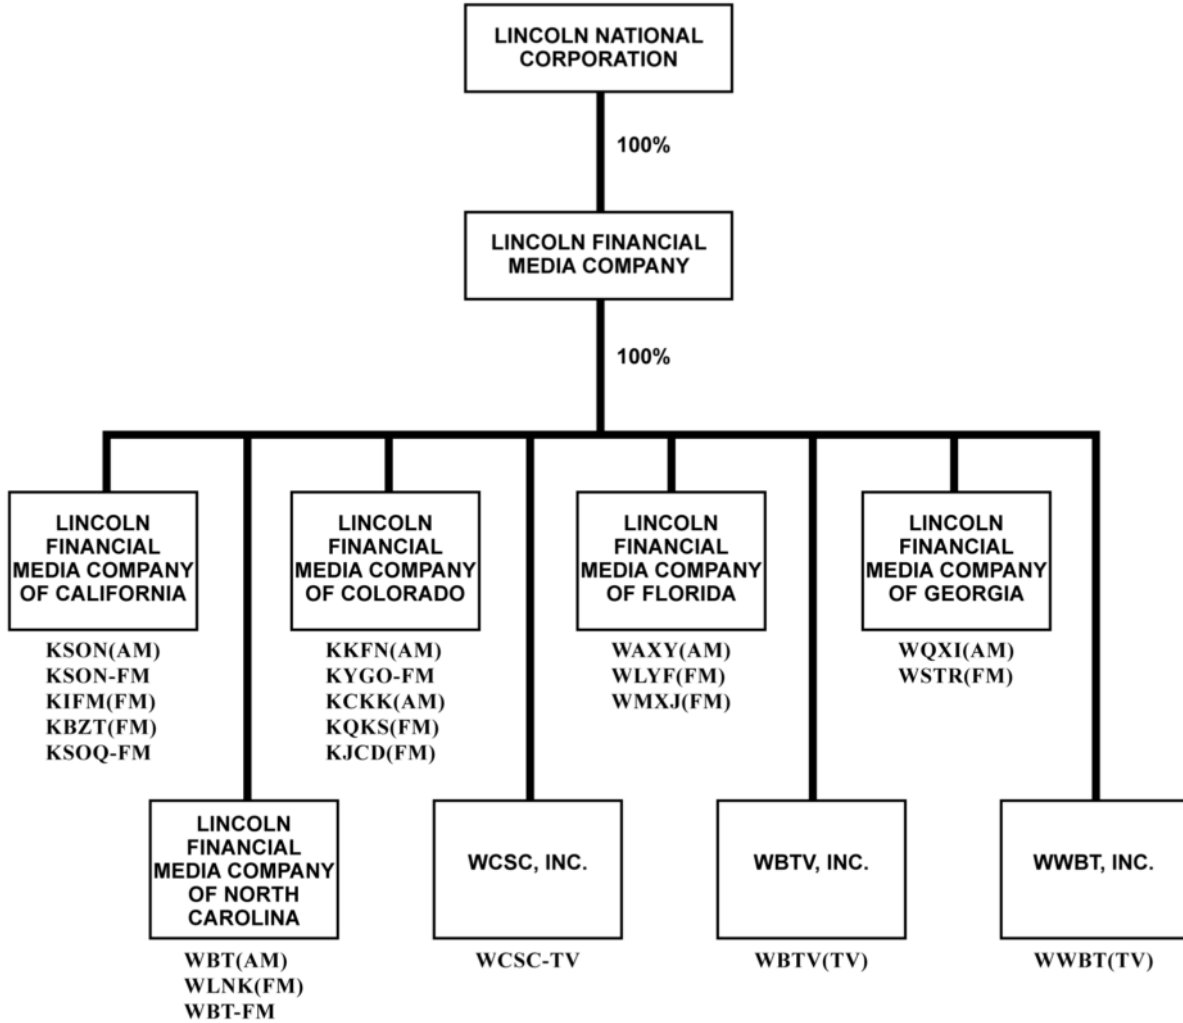 LINCOLN NATIONAL
CORPORATION
100%
LINCOLN FINANCIAL
MEDIA COMPANY
100%
LINCOLN
FINANCIAL
MEDIA COMPANY
OF CALIFORNIA
KSON(AM)
KSON-FM
KIFM(FM)
KBZT(FM)
KSOQ-FM
LINCOLN
FINANCIAL
MEDIA COMPANY
OF COLORADO
KKFN(AM)
KYGO-FM
KCKK(AM)
KQKS(FM)
KJCD(FM)
LINCOLN
FINANCIAL
MEDIA COMPANY
OF FLORIDA
WAXY(AM)
WLYF(FM)
WMXJ(FM)
LINCOLN
FINANCIAL
MEDIA COMPANY
OF GEORGIA
WQXI(AM)
WSTR(FM)
LINCOLN
FINANCIAL
MEDIA COMPANY
OF NORTH
CAROLINA
WBT(AM)
WLNK(FM)
WBT-FM
WCSC, INC.
WCSC-TV
WBTV, INC.
WBTV(TV)
WWBT, INC.
WWBT(TV)